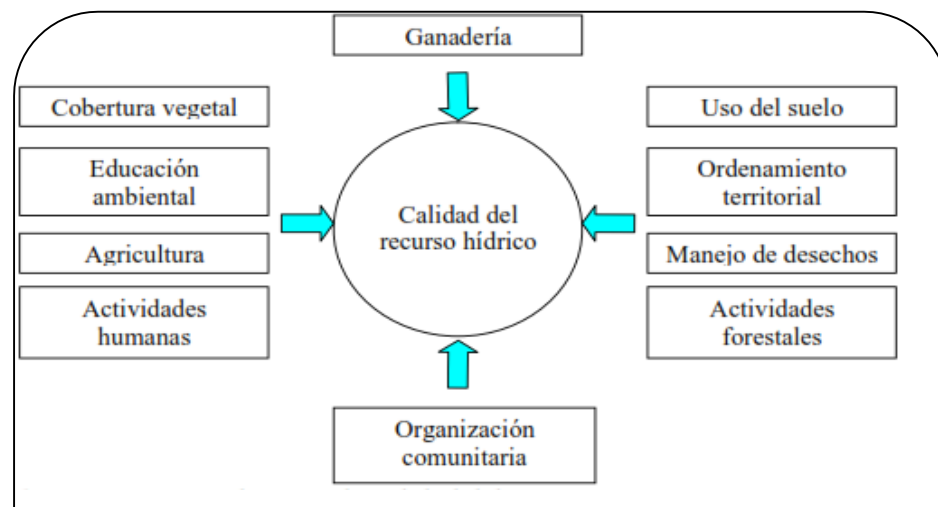 Ganadería
Cobertura vegetal
Educación
ambiental
Agricultura
Actividades
humanas
Calidad del
recurso hídrico
Uso del suelo
Ordenamiento
territorial
Manejo de desechos
Actividades
forestales
Organización
comunitaria